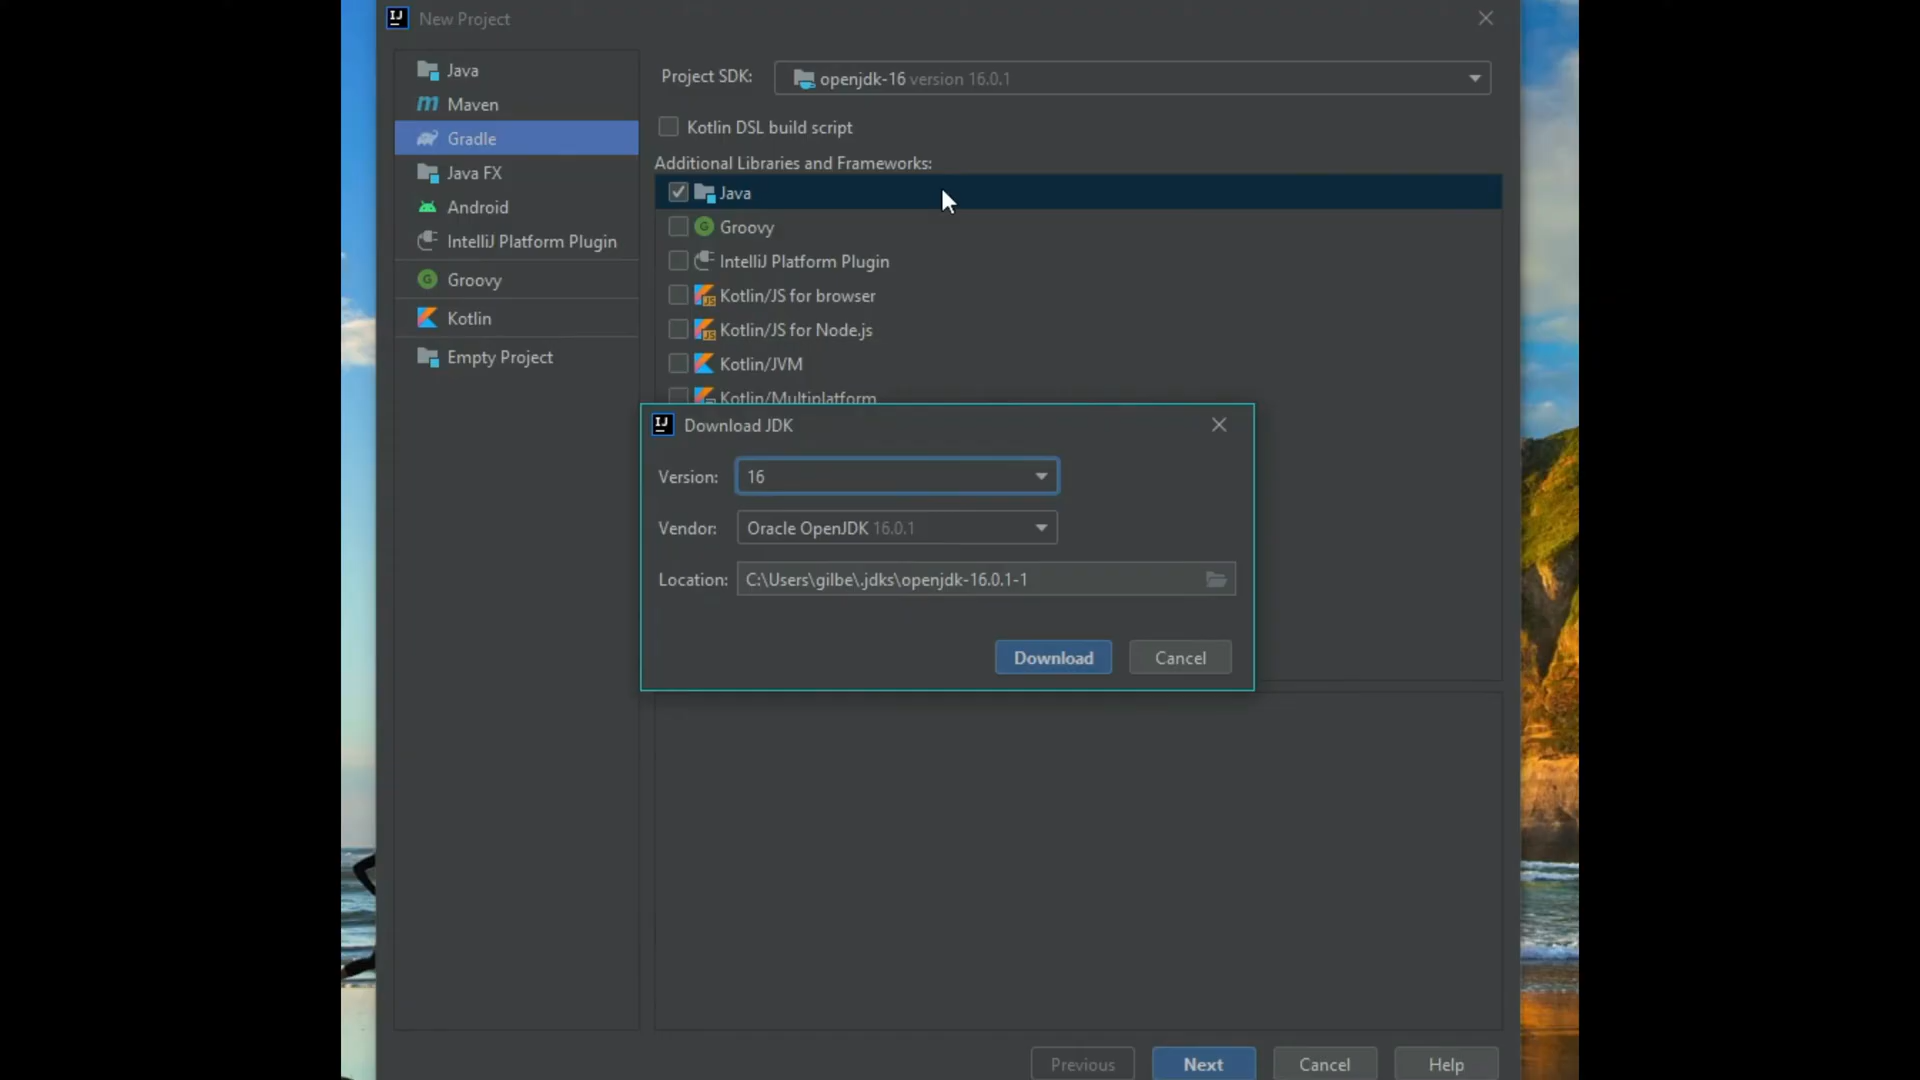 New Project
Java
Maven
Gradle
Java FX
Android
IntelliJ Platform Plugin
Groovy
Kotlin
Empty Project
Project SDK: openjdk-16 version 16.0.1
Kotlin DSL build script
Additional Libraries and Frameworks:
Java
Groovy
IntelliJ Platform Plugin
Kotlin/JS for browser
Kotlin/JS for Node.js
Kotlin/JVM
Kotlin/Multiplatform
Download JDK
Version: 16
Vendor: Oracle OpenJDK 16.0.1
Location: C:\Users\gilbe\.jdks\openjdk-16.0.1-1
Download Cancel
Previous Next Cancel Help